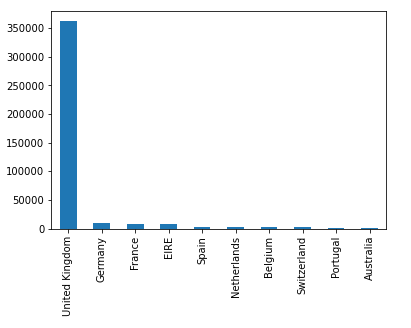 350000
300000
250000
200000
150000
100000
50000
0
United Kingdom
Germany
France
EIRE
Spain
Netherlands
Belgium
Switzerland
Portugal
Australia